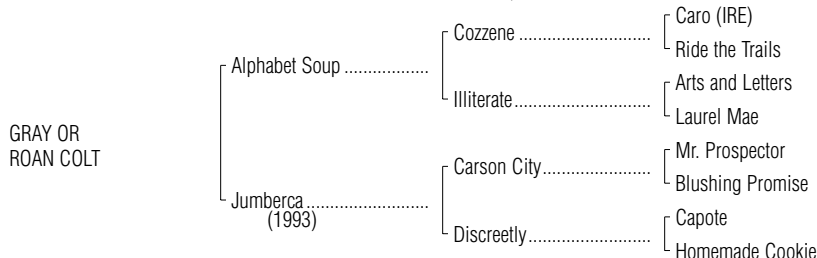 Caro (IRE)
Cozzene ..............................
Ride the Trails
Alphabet Soup ...................
Arts and Letters
Illiterate...............................
Laurel Mae
GRAY OR
ROAN COLT
Mr. Prospector
Carson City........................
Blushing Promise
Jumberca...........................
(1993)
Capote
Discreetly...........................
Homemade Cookie